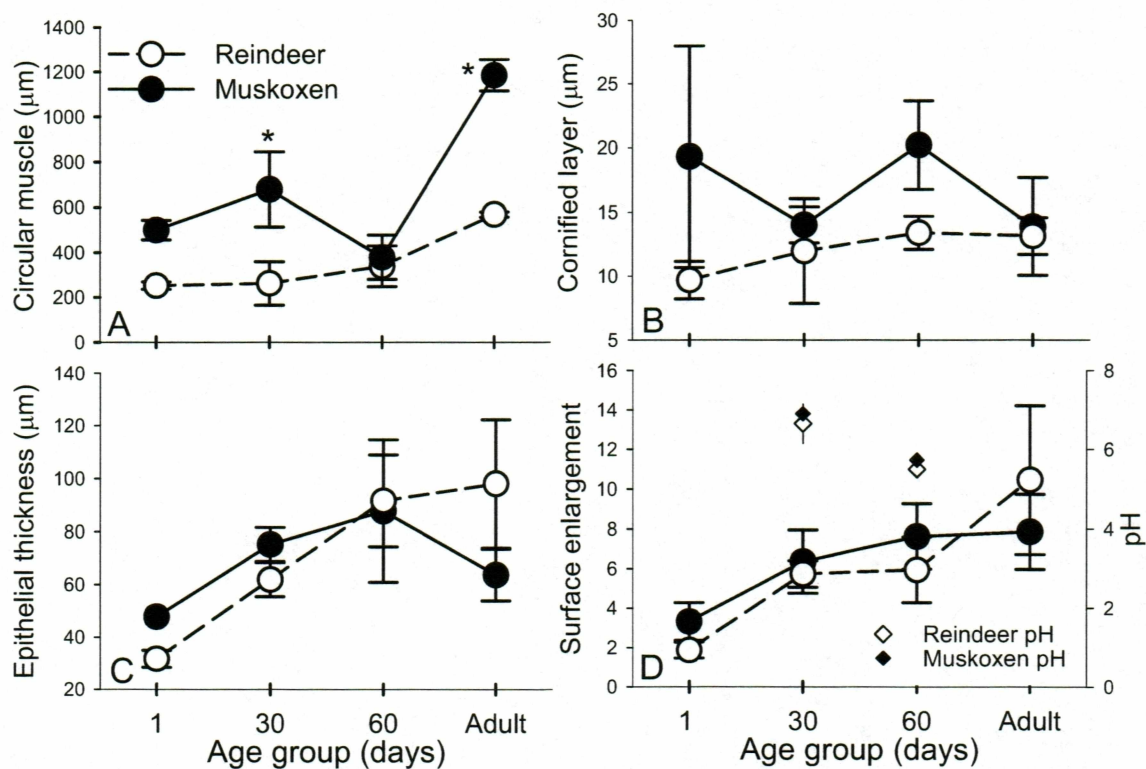 Circular muscle (μm)
1400
1200
1000
800
600
400
200
0
Reindeer
Muskoxen
*
*
A
Cornified layer (μm)
30
25
20
15
10
5
B
Epithelial thickness (μm)
140
120
100
80
60
40
20
C
1
30
60
Adult
Age group (days)
Surface enlargement
16
14
12
10
8
6
4
2
0
D
Reindeer pH
Muskoxen pH
8
6
4
2
0
pH
1
30
60
Adult
Age group (days)